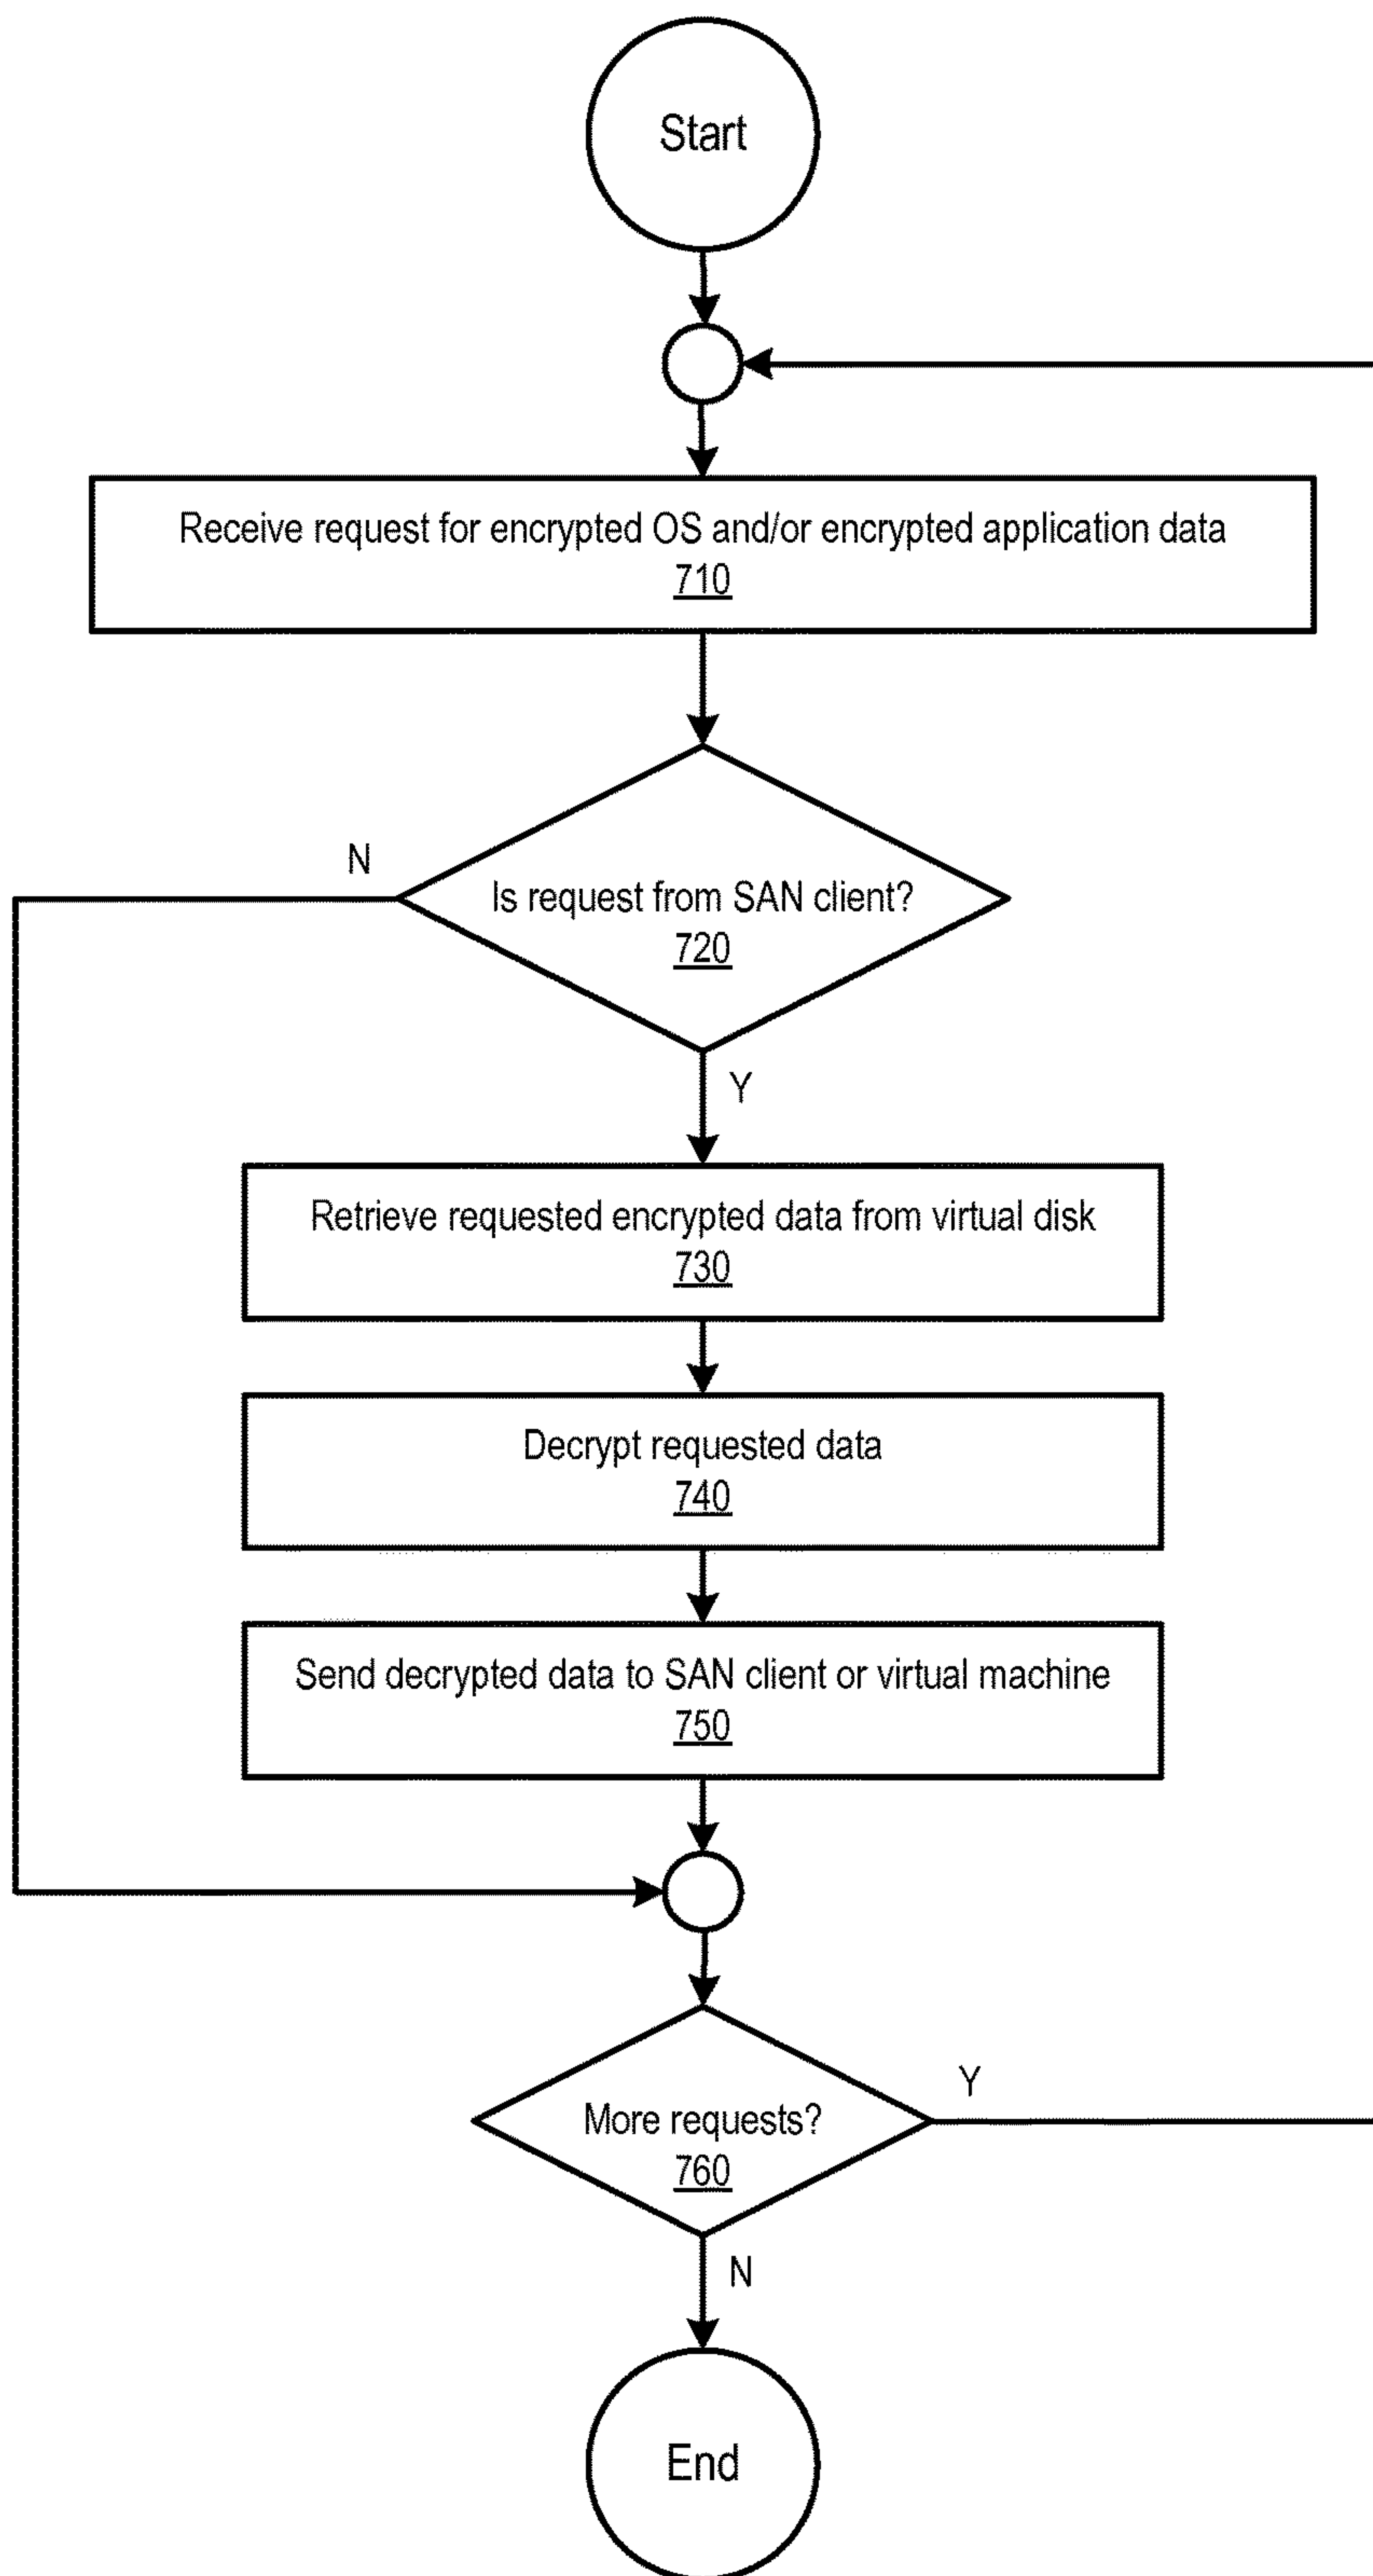 Start
Receive request for encrypted OS and/or encrypted application data
710
N
Is request from SAN client?
720
Y
Retrieve requested encrypted data from virtual disk
730
Decrypt requested data
740
Send decrypted data to SAN client or virtual machine
750
Y
More requests?
760
N
End